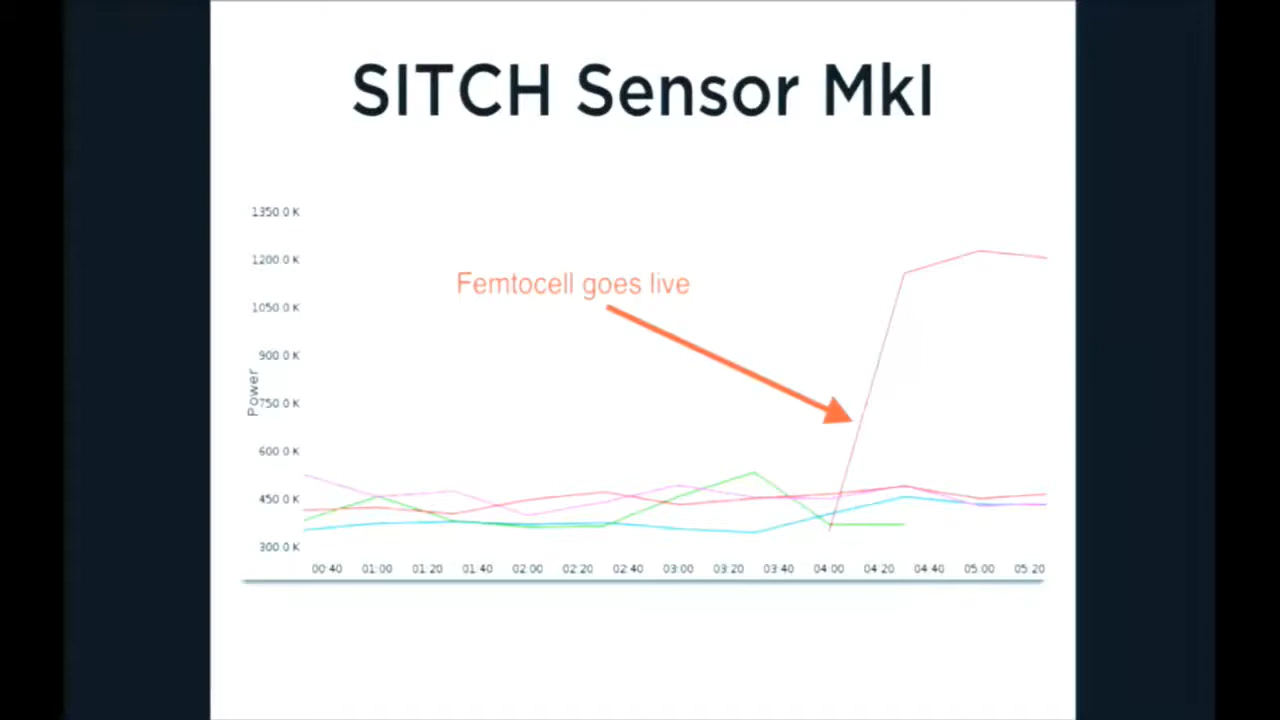 SITCH Sensor MkI
1350.0 K
1200.0 K
Femtocell goes live
1050.0 K
900.0 K
Power
750.0 K
600.0 K
450.0 K
300.0 K
00:40 01:00 01:20 01:40 02:00 02:20 02:40 03:00 03:20 03:40 04:00 04:20 04:40 05:00 05:20